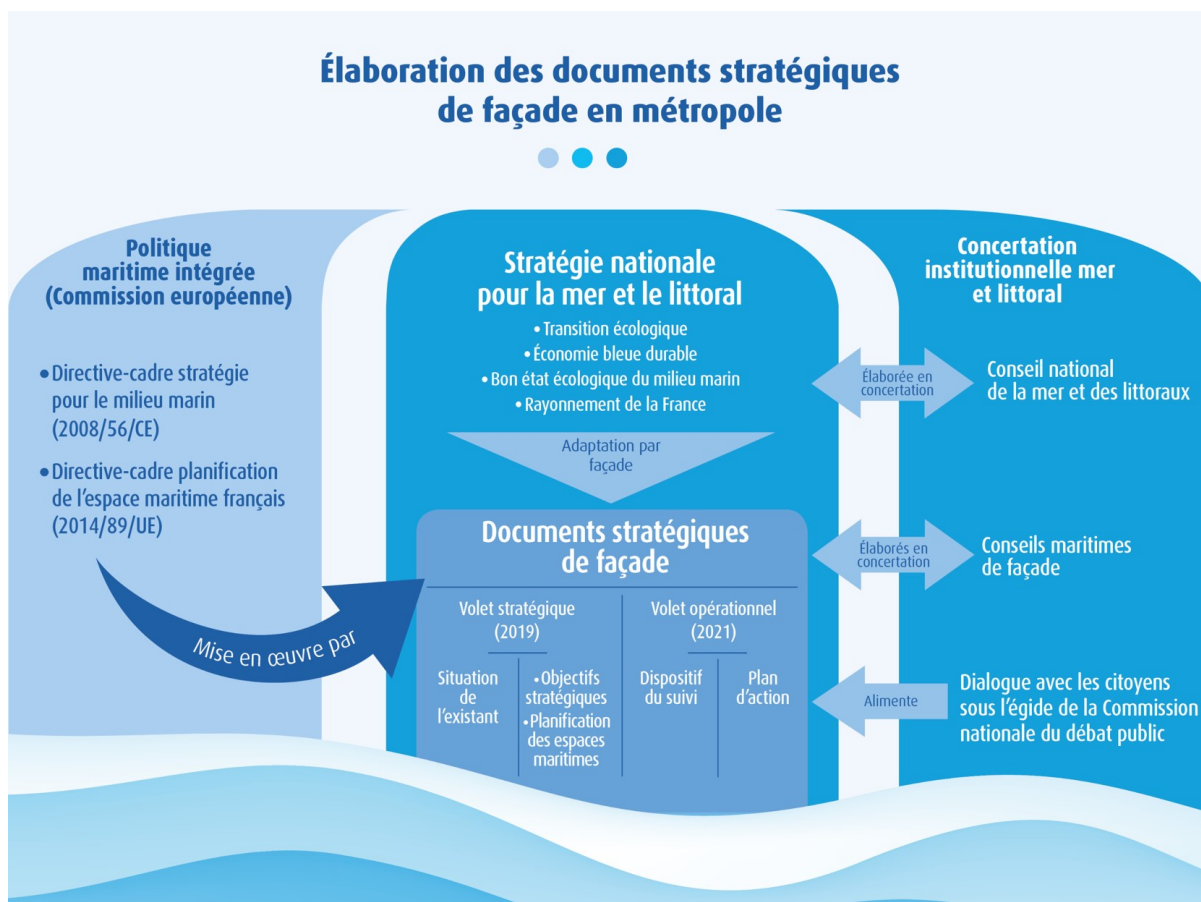 Élaboration des documents stratégiques
de façade en métropole
Politique
maritime intégrée
(Commission européenne)
• Directive-cadre stratégie
pour le milieu marin
(2008/56/CE)
• Directive-cadre planification
de l'espace maritime français
(2014/89/UE)
Mise en œuvre par
Stratégie nationale
pour la mer et le littoral
• Transition écologique
• Économie bleue durable
• Bon état écologique du milieu marin
• Rayonnement de la France
Adaptation par
façade
Documents stratégiques
de façade
Volet stratégique
(2019)
Situation
de
l'existant
• Objectifs
stratégiques
• Planification
des espaces
maritimes
Volet opérationnel
(2021)
Dispositif
du suivi
Plan
d'action
Concertation
institutionnelle mer
et littoral
Élaborée en
concertation
Conseil national
de la mer et des littoraux
Élaborés en
concertation
Conseils maritimes
de façade
Alimente
Dialogue avec les citoyens
sous l'égide de la Commission
nationale du débat public